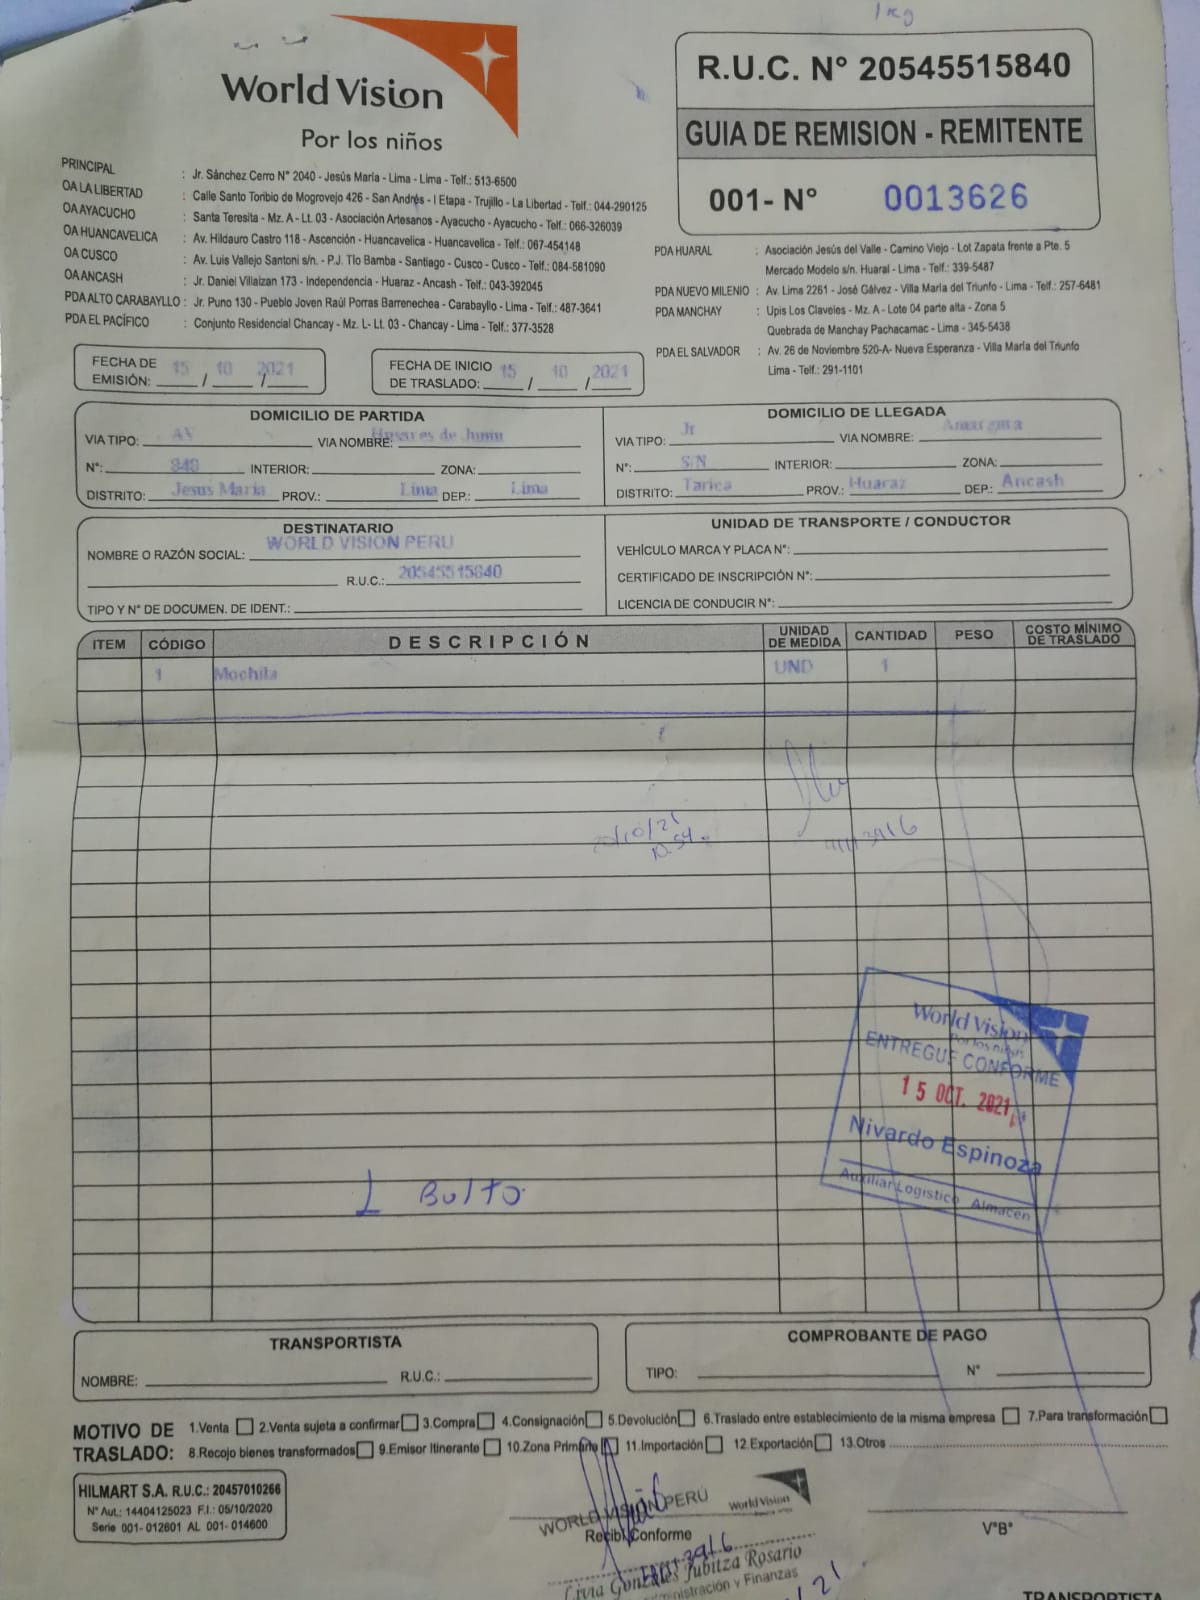 1 Kg
World Vision
Por los niños
R.U.C. N° 20545515840
GUIA DE REMISION - REMITENTE
001- N° 0013626
PRINCIPAL : Jr. Sánchez Cerro N° 2040 - Jesús María - Lima - Lima - Telf.: 513-6500
OA LA LIBERTAD : Calle Santo Toribio de Mogrovejo 426 - San Andrés - I Etapa - Trujillo - La Libertad - Telf.: 044-290125
OA AYACUCHO : Santa Teresita - Mz. A - Lt. 03 - Asociación Artesanos - Ayacucho - Ayacucho - Telf.: 066-326039
OA HUANCAVELICA : Av. Hildauro Castro 118 - Ascención - Huancavelica - Huancavelica - Telf.: 067-454148
OA CUSCO : Av. Luis Vallejo Santoni s/n. - P.J. Tío Bamba - Santiago - Cusco - Cusco - Telf.: 084-581090
OA ANCASH : Jr. Daniel Villaizan 173 - Independencia - Huaraz - Ancash - Telf.: 043-392045
PDA ALTO CARABAYLLO : Jr. Puno 130 - Pueblo Joven Raúl Porras Barrenechea - Carabayllo - Lima - Telf.: 487-3641
PDA EL PACÍFICO : Conjunto Residencial Chancay - Mz. L - Lt. 03 - Chancay - Lima - Telf.: 377-3528
PDA HUARAL : Asociación Jesús del Valle - Camino Viejo - Lot Zapata frente a Pte. 5
Mercado Modelo s/n. Huaral - Lima - Telf.: 339-5487
PDA NUEVO MILENIO : Av. Lima 2261 - José Gálvez - Villa María del Triunfo - Lima - Telf.: 257-6481
PDA MANCHAY : Upis Los Claveles - Mz. A - Lote 04 parte alta - Zona 5
Quebrada de Manchay Pachacamac - Lima - 345-5438
PDA EL SALVADOR : Av. 26 de Noviembre 520-A- Nueva Esperanza - Villa María del Triunfo
Lima - Telf.: 291-1101
FECHA DE EMISIÓN: 15 / 10 / 2021
FECHA DE INICIO DE TRASLADO: 15 / 10 / 2021
DOMICILIO DE PARTIDA
VIA TIPO: AV VIA NOMBRE: Husares de Junin
N°: 840 INTERIOR: ZONA:
DISTRITO: Jesus Maria PROV.: Lima DEP.: Lima
DOMICILIO DE LLEGADA
VIA TIPO: Jr VIA NOMBRE:
N°: S/N INTERIOR: ZONA:
DISTRITO: Tarica PROV.: Huaraz DEP.: Ancash
DESTINATARIO
NOMBRE O RAZÓN SOCIAL: WORLD VISION PERU
R.U.C.: 20545515840
TIPO Y N° DE DOCUMEN. DE IDENT.:
UNIDAD DE TRANSPORTE / CONDUCTOR
VEHÍCULO MARCA Y PLACA N°:
CERTIFICADO DE INSCRIPCIÓN N°:
LICENCIA DE CONDUCIR N°:
ITEM CÓDIGO DESCRIPCIÓN UNIDAD DE MEDIDA CANTIDAD PESO COSTO MÍNIMO DE TRASLADO
1 Mochila UND 1
10:54
World Vision
Por los niños
ENTREGUE CONFORME
15 OCT. 2021
Nivardo Espinoza
Auxiliar Logistico Almacen
1 BULTO
TRANSPORTISTA
NOMBRE: R.U.C.:
COMPROBANTE DE PAGO
TIPO: N°
MOTIVO DE TRASLADO: 1.Venta 2.Venta sujeta a confirmar 3.Compra 4.Consignación 5.Devolución 6.Traslado entre establecimiento de la misma empresa 7.Para transformación
8.Recojo bienes transformados 9.Emisor Itinerante 10.Zona Primaria 11.Importación 12.Exportación 13.Otros
HILMART S.A. R.U.C.: 20457010266
N° Aut.: 14404125023 F.I.: 05/10/2020
Serie 001- 012601 AL 001- 014600
WORLD VISION PERU World Vision
Recibí Conforme
Livia Gonzales Jubitza Rosario
Administración y Finanzas
V°B°
TRANSPORTISTA